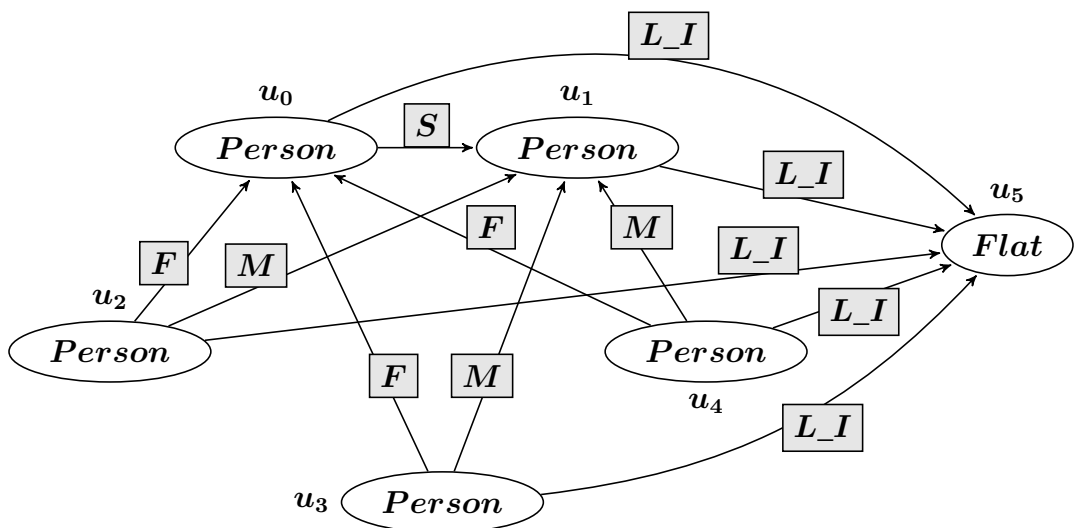 L_I
u₀ u₁
S
Person Person
L_I
u₅
F M F M L_I Flat
u₂
L_I
Person Person
F M u₄
L_I
u₃ Person